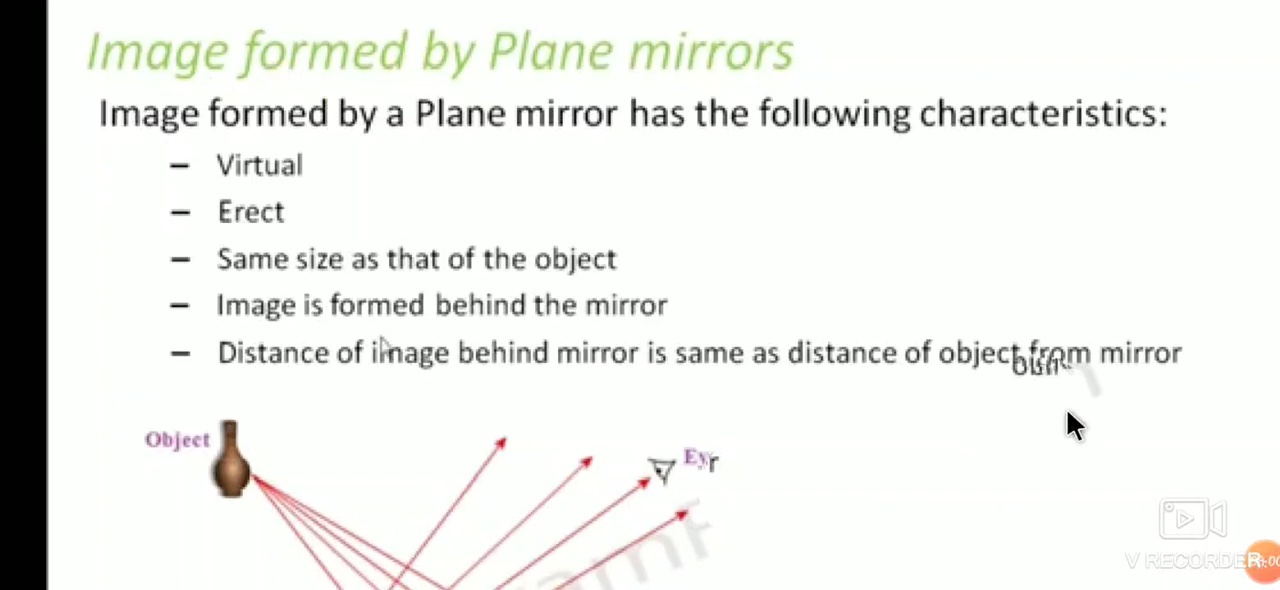 Image formed by Plane mirrors
Image formed by a Plane mirror has the following characteristics:
– Virtual
– Erect
– Same size as that of the object
– Image is formed behind the mirror
– Distance of image behind mirror is same as distance of object from mirror
Object
V RECORDER